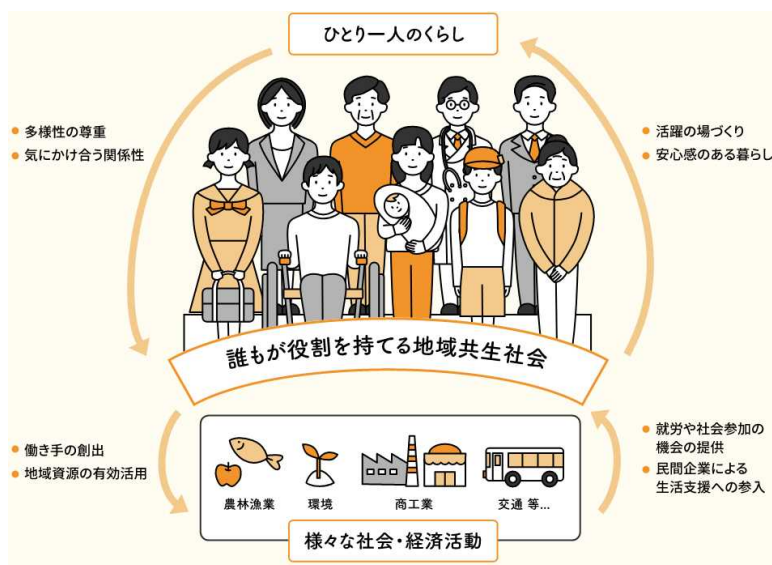 ひとり一人のくらし
多様性の尊重
気にかけ合う関係性
活躍の場づくり
安心感のある暮らし
誰もが役割を持てる地域共生社会
働き手の創出
地域資源の有効活用
就労や社会参加の
機会の提供
民間企業による
生活支援への参入
農林漁業
環境
商工業
交通 等...
様々な社会・経済活動